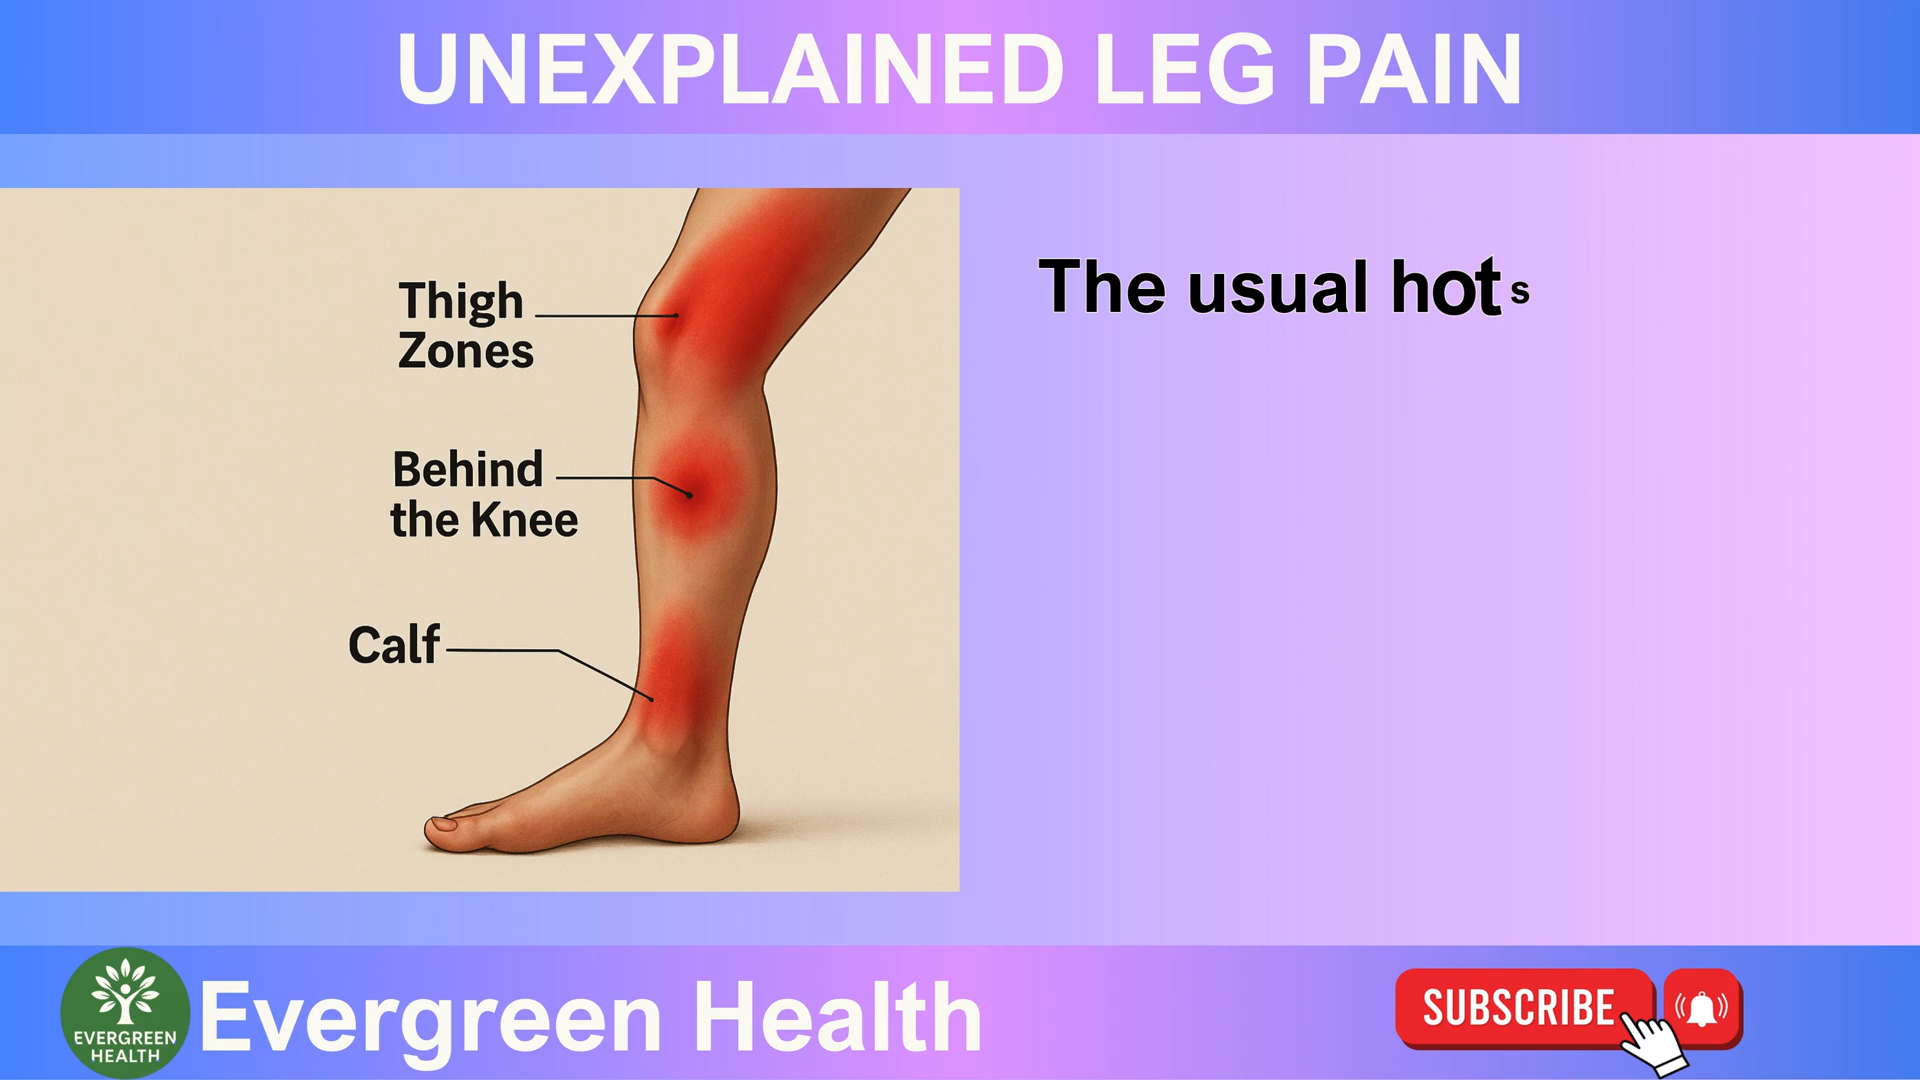 UNEXPLAINED LEG PAIN
Thigh
Zones
Behind
the Knee
Calf
The usual hot s
EVERGREEN
HEALTH
Evergreen Health
SUBSCRIBE